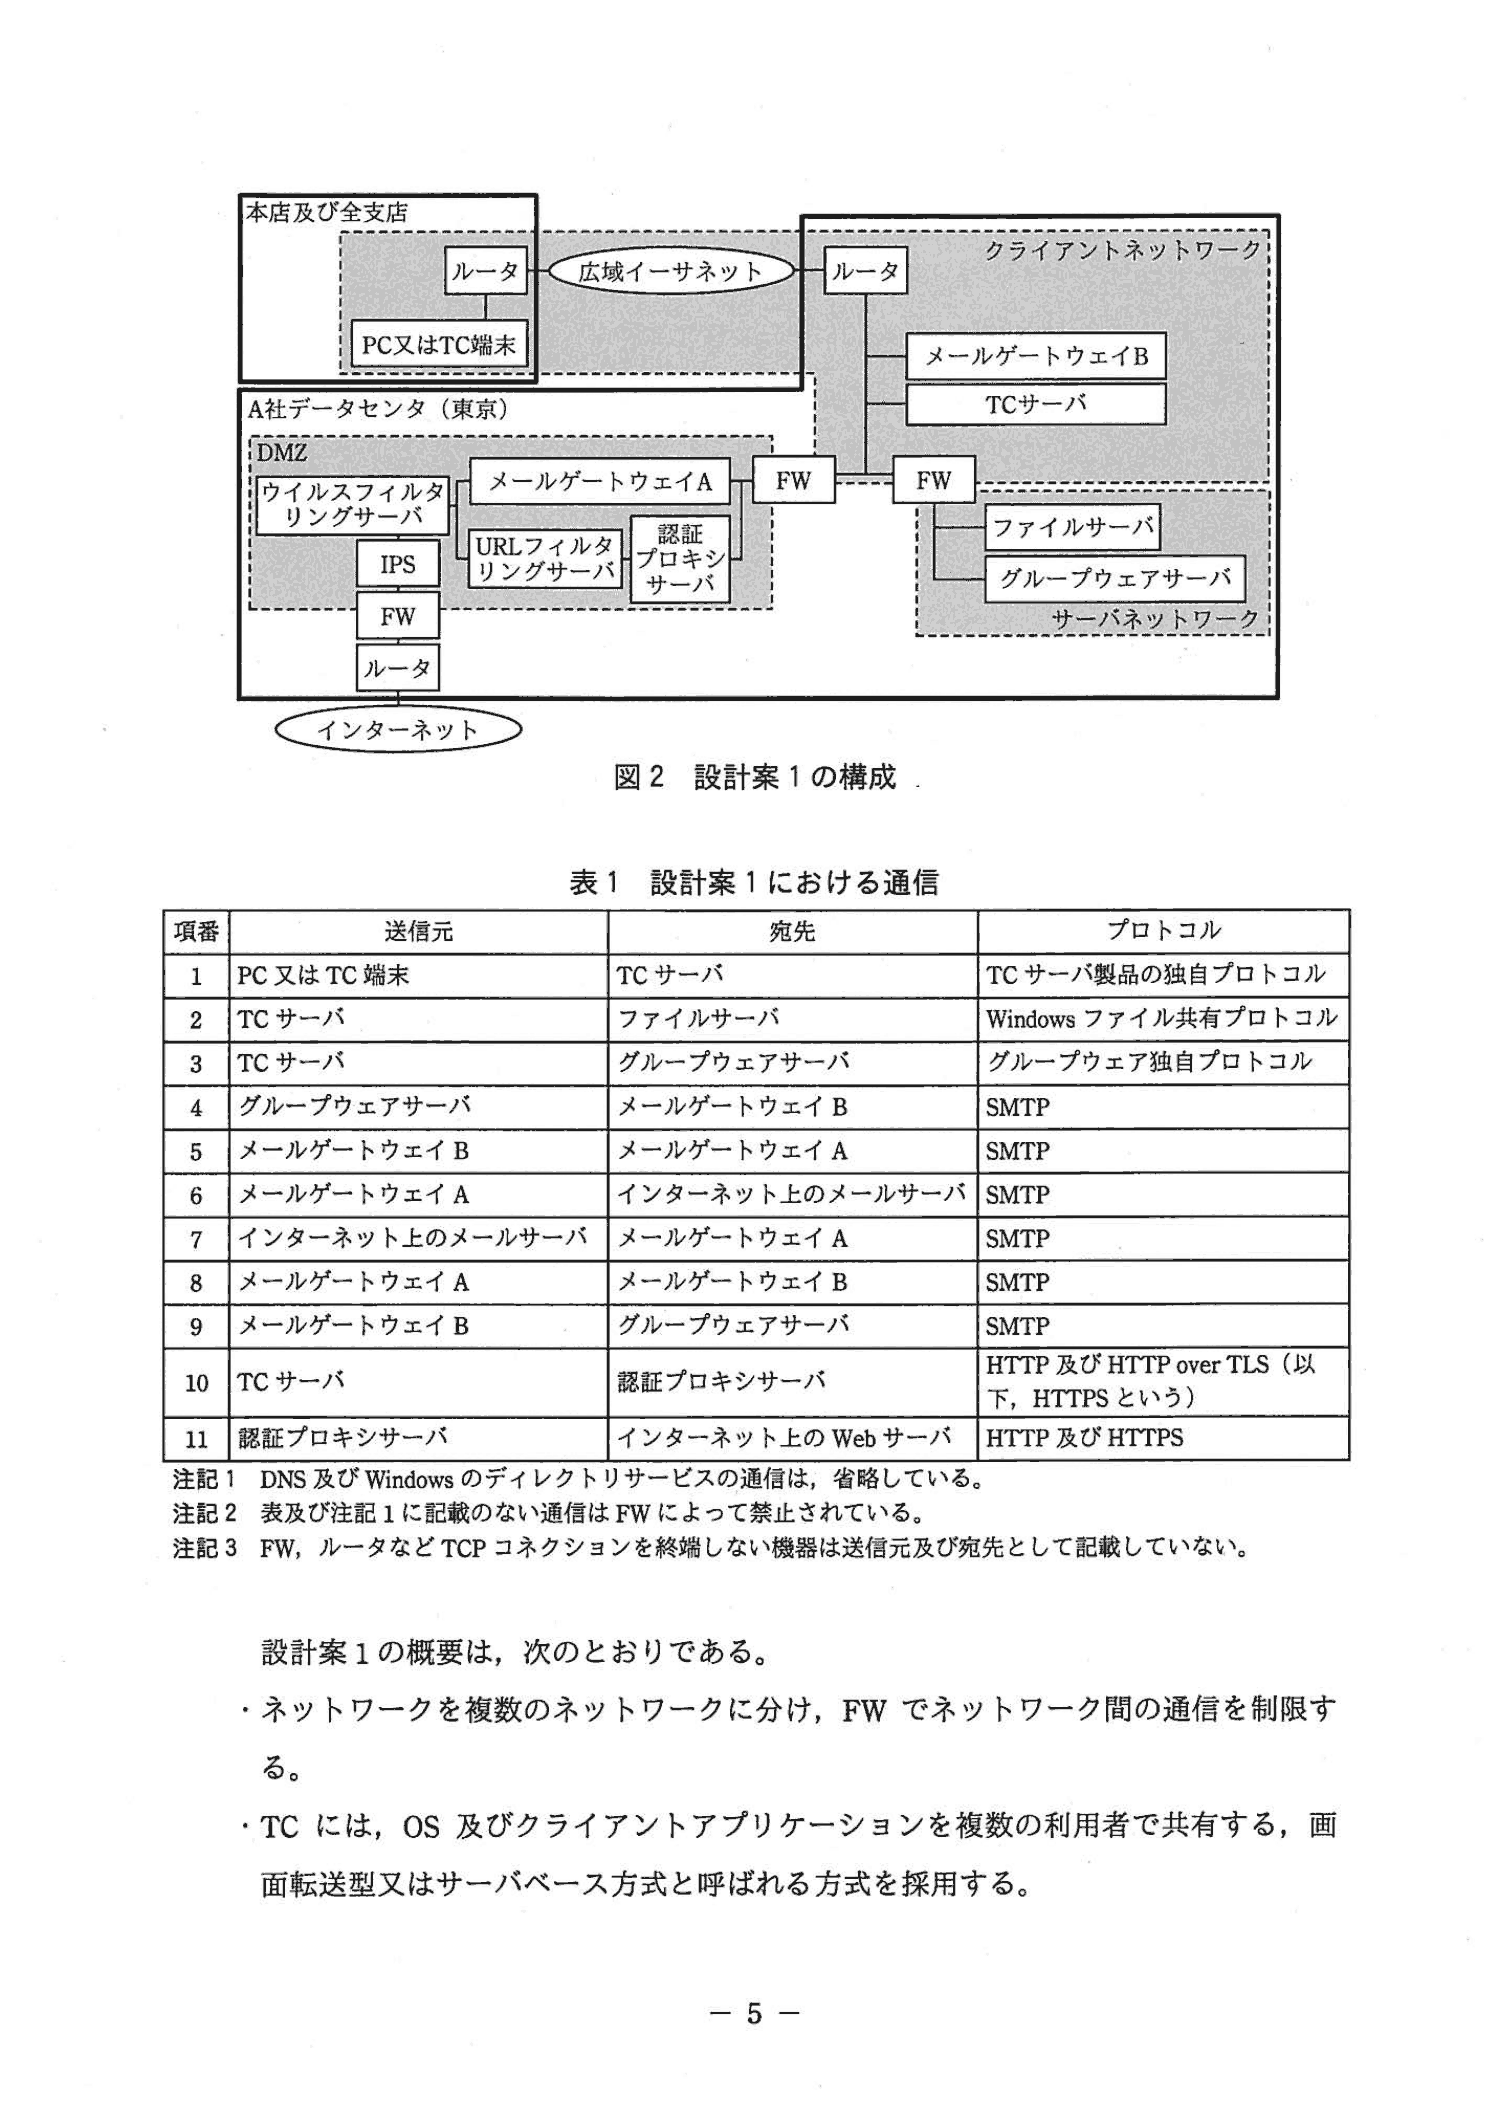 本店及び全支店
ルータ
広域イーサネット
ルータ
クライアントネットワーク
PC又はTC端末
メールゲートウェイB
TCサーバ
A社データセンタ（東京）
DMZ
ウイルスフィルタ
リングサーバ
メールゲートウェイA
FW
FW
URLフィルタ
リングサーバ
認証
プロキシ
サーバ
IPS
FW
ルータ
ファイルサーバ
グループウェアサーバ
サーバネットワーク
インターネット
図2　設計案1の構成
表1　設計案1における通信
項番 送信元 宛先 プロトコル
1 PC又はTC端末 TCサーバ TCサーバ製品の独自プロトコル
2 TCサーバ ファイルサーバ Windowsファイル共有プロトコル
3 TCサーバ グループウェアサーバ グループウェア独自プロトコル
4 グループウェアサーバ メールゲートウェイB SMTP
5 メールゲートウェイB メールゲートウェイA SMTP
6 メールゲートウェイA インターネット上のメールサーバ SMTP
7 インターネット上のメールサーバ メールゲートウェイA SMTP
8 メールゲートウェイA メールゲートウェイB SMTP
9 メールゲートウェイB グループウェアサーバ SMTP
10 TCサーバ 認証プロキシサーバ HTTP及びHTTP over TLS（以
下，HTTPSという）
11 認証プロキシサーバ インターネット上のWebサーバ HTTP及びHTTPS
注記1　DNS及びWindowsのディレクトリサービスの通信は，省略している。
注記2　表及び注記1に記載のない通信はFWによって禁止されている。
注記3　FW，ルータなどTCPコネクションを終端しない機器は送信元及び宛先として記載していない。
設計案1の概要は，次のとおりである。
・ネットワークを複数のネットワークに分け，FW でネットワーク間の通信を制限す
る。
・TC には，OS 及びクライアントアプリケーションを複数の利用者で共有する，画
面転送型又はサーバベース方式と呼ばれる方式を採用する。
－ 5 －